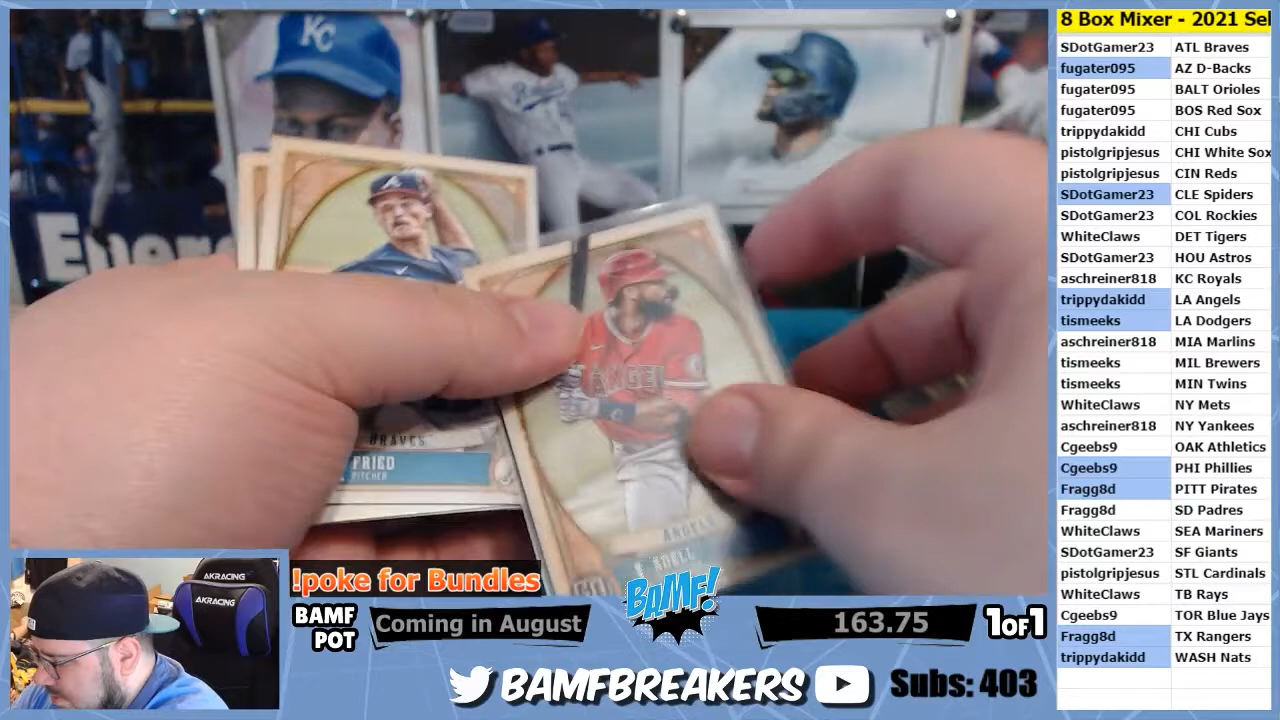 KC
Royals
Energ
A
BRAVES
FRIED
PITCHER
ANGEL
ANGELS
ADELL
8 Box Mixer - 2021 Sel
SDotGamer23 ATL Braves
fugater095 AZ D-Backs
fugater095 BALT Orioles
fugater095 BOS Red Sox
trippydakidd CHI Cubs
pistolgripjesus CHI White Sox
pistolgripjesus CIN Reds
SDotGamer23 CLE Spiders
SDotGamer23 COL Rockies
WhiteClaws DET Tigers
SDotGamer23 HOU Astros
aschreiner818 KC Royals
trippydakidd LA Angels
tismeeks LA Dodgers
aschreiner818 MIA Marlins
tismeeks MIL Brewers
tismeeks MIN Twins
WhiteClaws NY Mets
aschreiner818 NY Yankees
Cgeebs9 OAK Athletics
Cgeebs9 PHI Phillies
Fragg8d PITT Pirates
Fragg8d SD Padres
WhiteClaws SEA Mariners
SDotGamer23 SF Giants
pistolgripjesus STL Cardinals
WhiteClaws TB Rays
Cgeebs9 TOR Blue Jays
Fragg8d TX Rangers
trippydakidd WASH Nats
AKRACING
AKRACING
!poke for Bundles
BAMF POT
Coming in August
BAMF!
163.75
1OF1
BAMFBREAKERS
Subs: 403